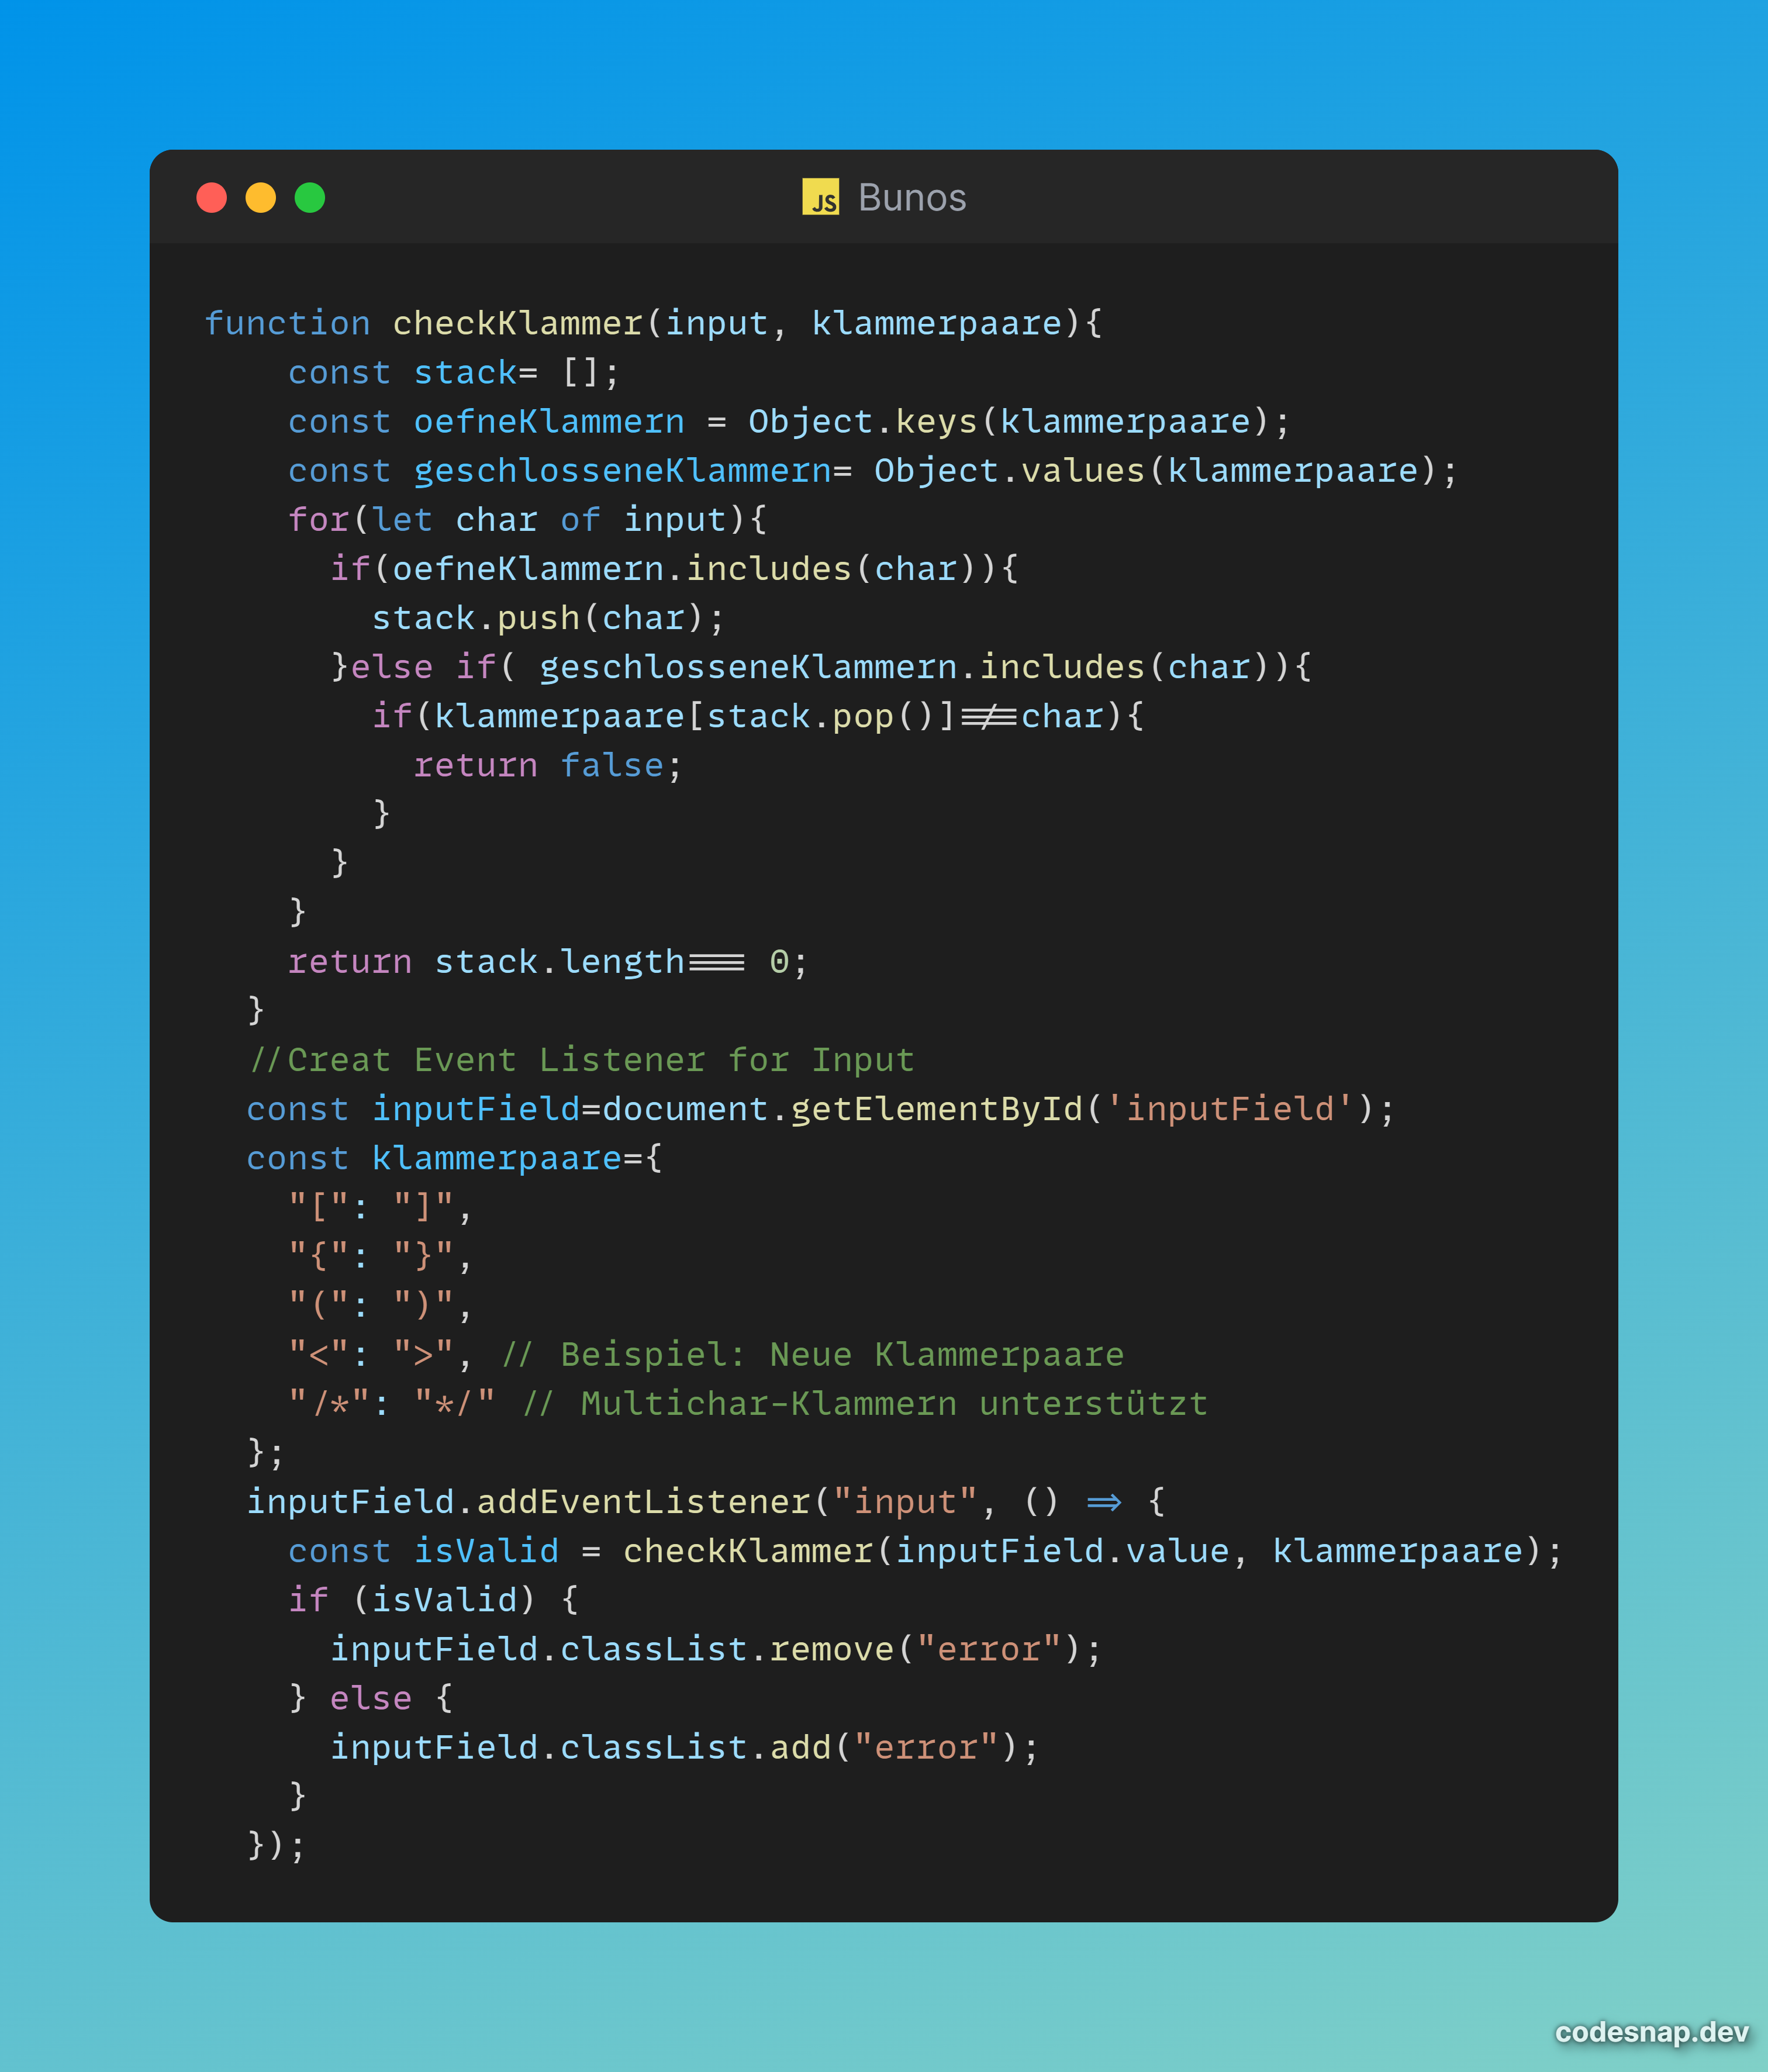 JS Bunos
function checkKlammer(input, klammerpaare){
    const stack= [];
    const oefneKlammern = Object.keys(klammerpaare);
    const geschlosseneKlammern= Object.values(klammerpaare);
    for(let char of input){
      if(oefneKlammern.includes(char)){
        stack.push(char);
      }else if( geschlosseneKlammern.includes(char)){
        if(klammerpaare[stack.pop()]!==char){
          return false;
        }
      }
    }
    return stack.length=== 0;
  }
  //Creat Event Listener for Input
  const inputField=document.getElementById('inputField');
  const klammerpaare={
    "[": "]",
    "{": "}",
    "(": ")",
    "<": ">", // Beispiel: Neue Klammerpaare
    "/*": "*/" // Multichar-Klammern unterstützt
  };
  inputField.addEventListener("input", () => {
    const isValid = checkKlammer(inputField.value, klammerpaare);
    if (isValid) {
      inputField.classList.remove("error");
    } else {
      inputField.classList.add("error");
    }
  });
codesnap.dev